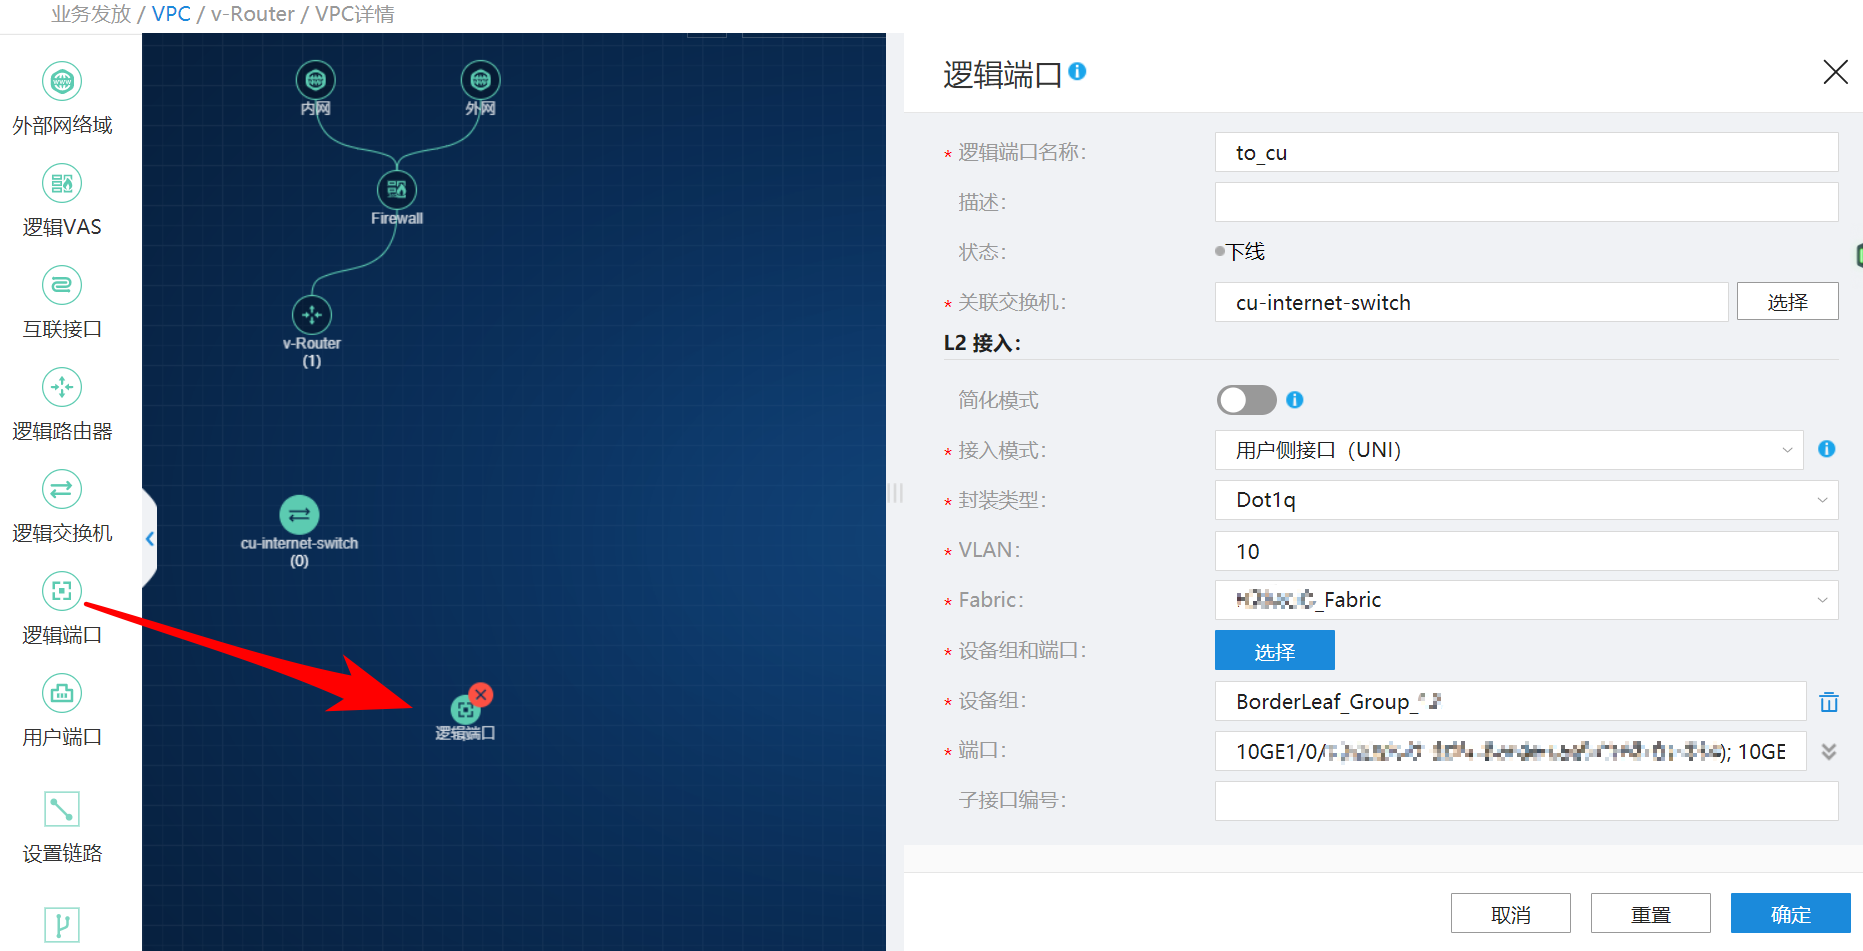 业务发放 / VPC / v-Router / VPC详情
外部网络域
逻辑VAS
互联接口
逻辑路由器
逻辑交换机
逻辑端口
用户端口
设置链路
内网
外网
Firewall
v-Router
(1)
cu-internet-switch
(0)
逻辑端口
逻辑端口
* 逻辑端口名称: to_cu
描述:
状态: 下线
* 关联交换机: cu-internet-switch 选择
L2 接入:
简化模式
* 接入模式: 用户侧接口 (UNI)
* 封装类型: Dot1q
* VLAN: 10
* Fabric: _Fabric
* 设备组和端口: 选择
* 设备组: BorderLeaf_Group_
* 端口: 10GE1/0/ ); 10GE
子接口编号:
取消 重置 确定